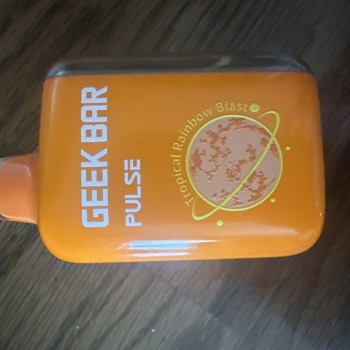 GEEK BAR
PULSE
Tropical Rainbow Blast